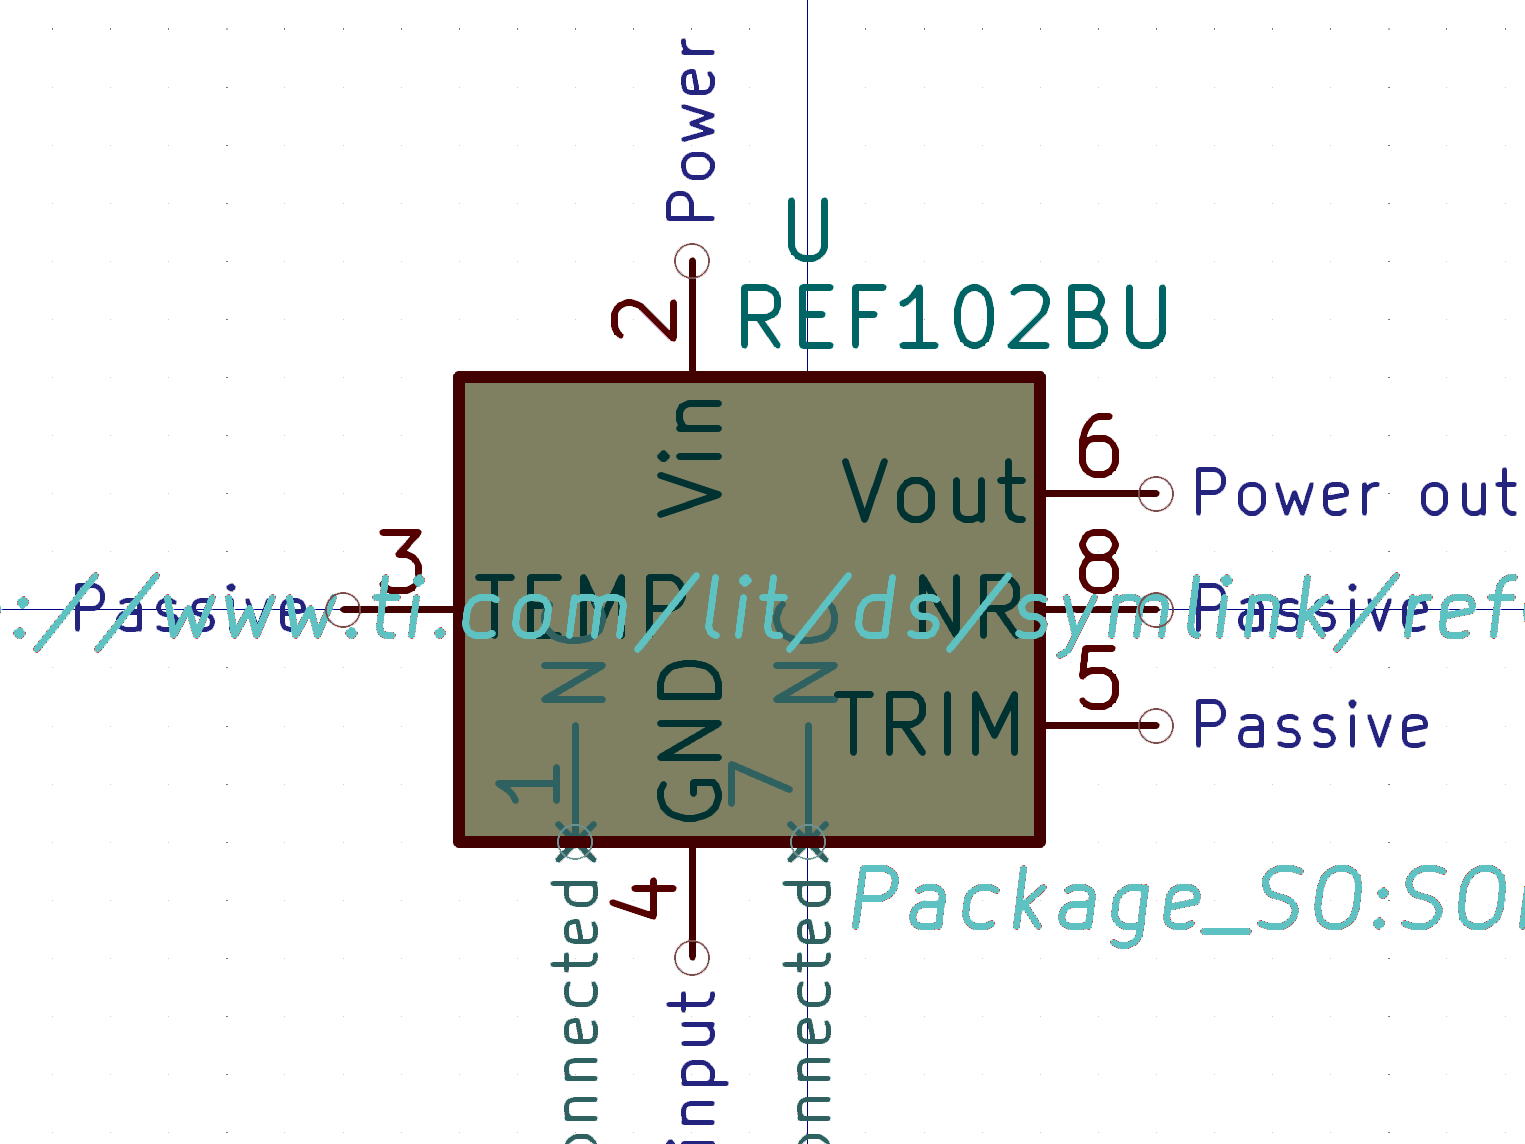 Power
U
2
REF102BU
Vin
6
Vout
Power out
3
8
Passive
TEMP
NR
Passive
://www.ti.com/lit/ds/symlink/ref
NC
NC
5
GND
TRIM
Passive
1
7
4
Package_SO:SO
onnected
input
onnected